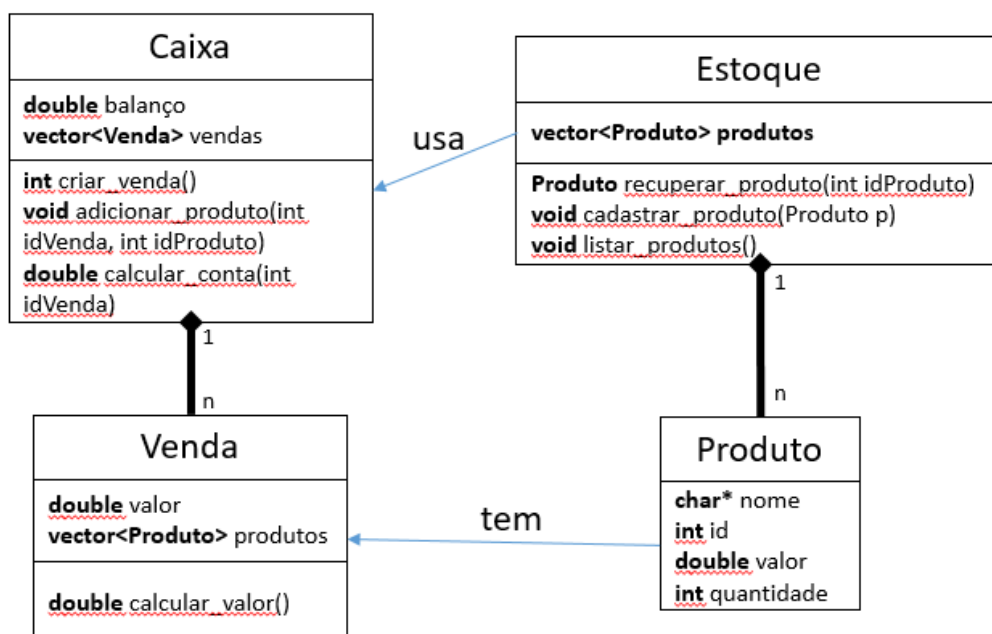 Caixa
double balanço
vector<Venda> vendas
int criar_venda()
void adicionar_produto(int
idVenda, int idProduto)
double calcular_conta(int
idVenda)
usa
Estoque
vector<Produto> produtos
Produto recuperar_produto(int idProduto)
void cadastrar_produto(Produto p)
void listar_produtos()
1
n
1
n
Venda
double valor
vector<Produto> produtos
double calcular_valor()
tem
Produto
char* nome
int id
double valor
int quantidade